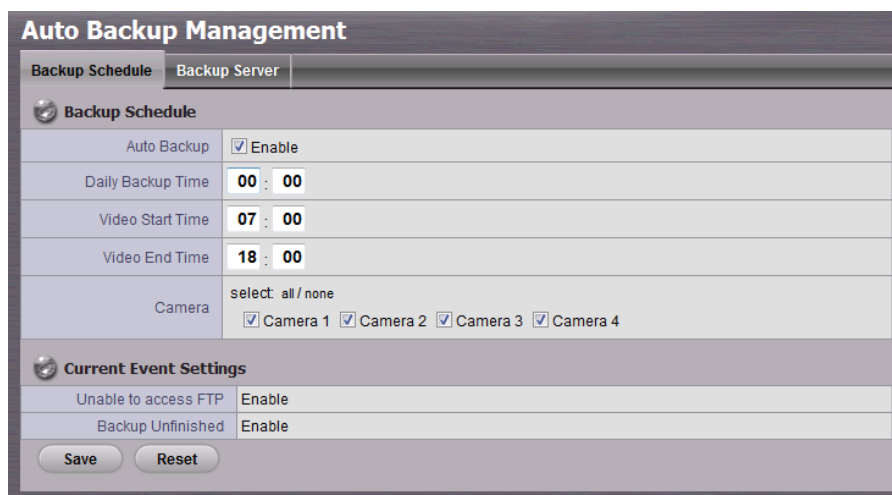 Auto Backup Management
Backup Schedule Backup Server
Backup Schedule
Auto Backup Enable
Daily Backup Time 00 : 00
Video Start Time 07 : 00
Video End Time 18 : 00
select: all / none
Camera
Camera 1 Camera 2 Camera 3 Camera 4
Current Event Settings
Unable to access FTP Enable
Backup Unfinished Enable
Save Reset